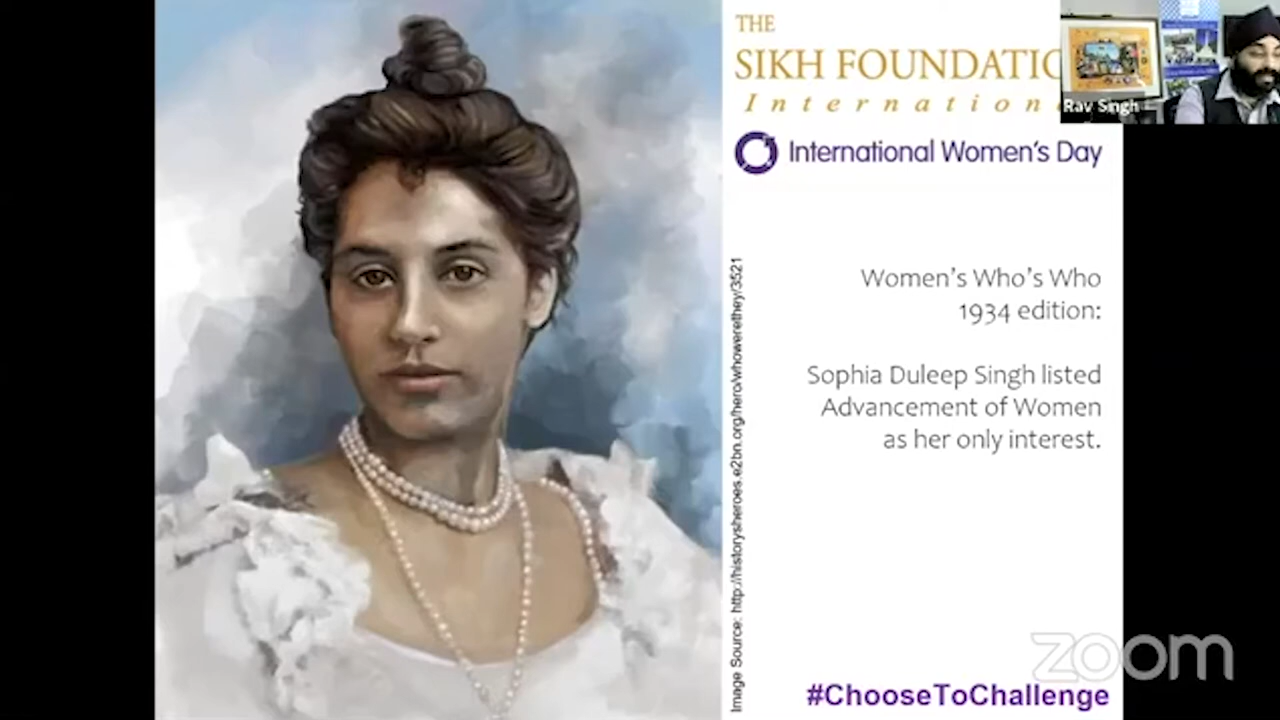 THE
SIKH FOUNDATIO
Internation
Rav Singh
International Women's Day
Women's Who's Who
1934 edition:
Sophia Duleep Singh listed
Advancement of Women
as her only interest.
Image Source: http://historysheroes.e2bn.org/hero/whowerethey/3521
zoom
#ChooseToChallenge